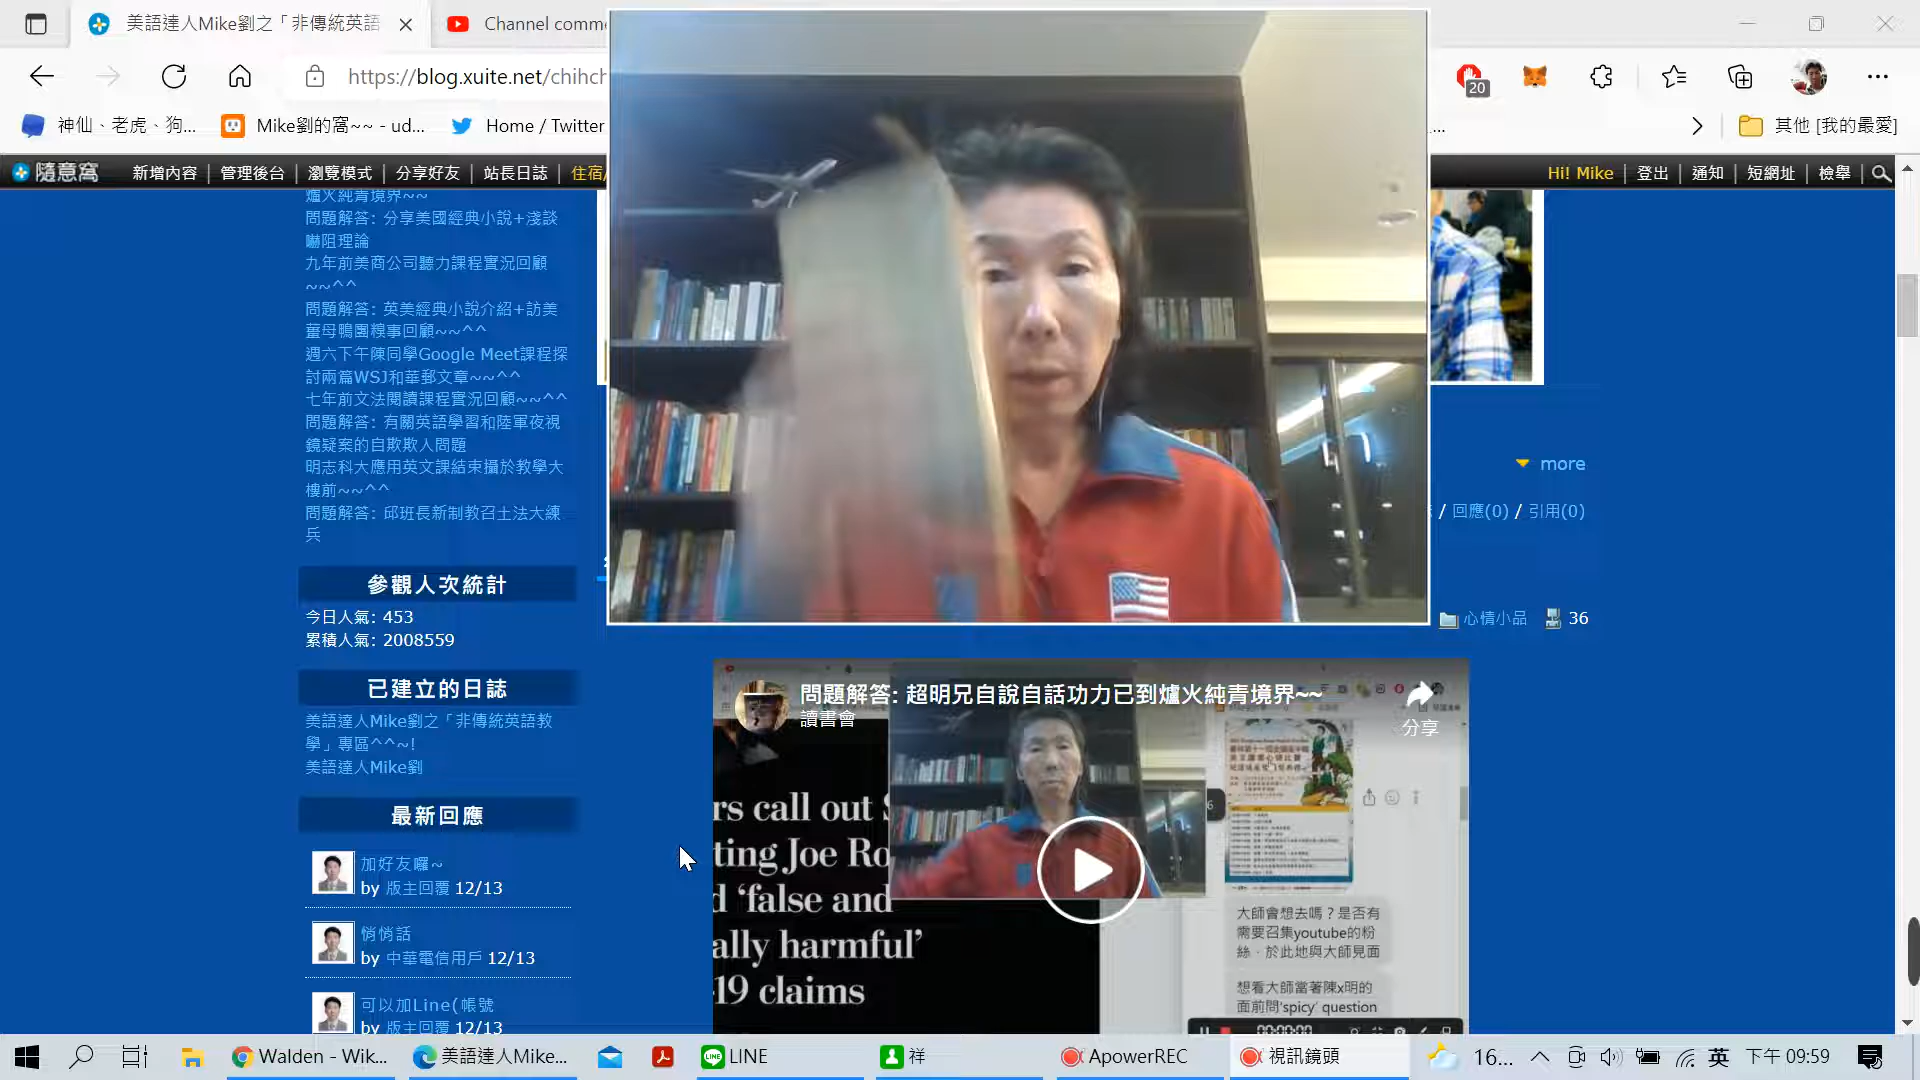 美語達人Mike劉之「非傳統英語
Channel comme
https://blog.xuite.net/chihch
20
神仙、老虎、狗...
Mike劉的窩~~ - ud...
Home / Twitter
...
其他 [我的最愛]
隨意窩
新增內容 | 管理後台 | 瀏覽模式 | 分享好友 | 站長日誌 | 住宿/
Hi! Mike | 登出 | 通知 | 短網址 | 檢舉
爐火純青境界~~
問題解答: 分享美國經典小說+淺談
嚇阻理論
九年前美商公司聽力課程實況回顧
~~^^
問題解答: 英美經典小說介紹+訪美
薑母鴨團糗事回顧~~^^
週六下午陳同學Google Meet課程探
討兩篇WSJ和華郵文章~~^^
七年前文法閱讀課程實況回顧~~^^
問題解答: 有關英語學習和陸軍夜視
鏡疑案的自欺欺人問題
明志科大應用英文課結束攝於教學大
樓前~~^^
問題解答: 邱班長新制教召土法大練
兵
參觀人次統計
今日人氣: 453
累積人氣: 2008559
已建立的日誌
美語達人Mike劉之「非傳統英語教
學」專區^^~!
美語達人Mike劉
最新回應
加好友囉~
by 版主回覆 12/13
悄悄話
by 中華電信用戶 12/13
可以加Line(帳號
by 版主回覆 12/13
more
/ 回應(0) / 引用(0)
心情小品 36
問題解答: 超明兄自說自話功力已到爐火純青境界~~
讀書會
分享
rs call out S
ting Joe Ro
d ‘false and
ally harmful’
-19 claims
大師會想去嗎？是否有
需要召集youtube的粉
絲，於此地與大師見面
想看大師當著陳x明的
面前問‘spicy’ question
00:00:00
Walden - Wik...
美語達人Mike...
LINE
祥
ApowerREC
視訊鏡頭
16...
英
下午 09:59